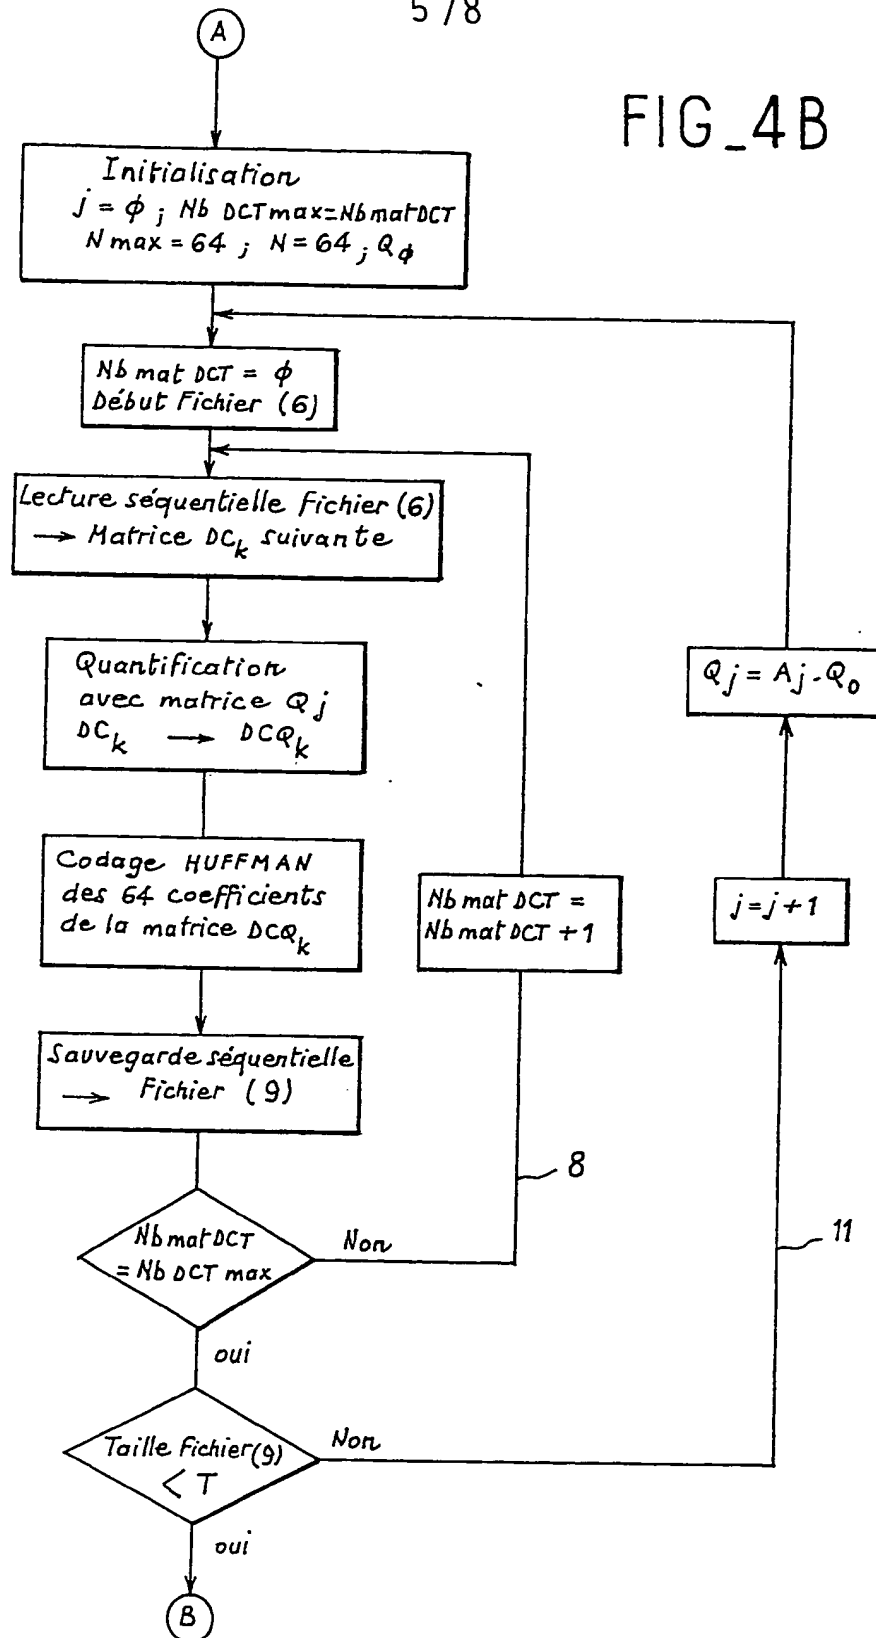 5/8
A
FIG_4B
Initialisation
j = ϕ ; Nb DCT max = Nb mat DCT
N max = 64 ; N = 64 ; Qϕ
Nb mat DCT = ϕ
Début Fichier (6)
Lecture séquentielle Fichier (6)
→ Matrice DCk suivante
Quantification
avec matrice Qj
DCk → DCQk
Qj = Aj . Q0
Codage HUFFMAN
des 64 coefficients
de la matrice DCQk
Nb mat DCT =
Nb mat DCT + 1
j = j + 1
Sauvegarde séquentielle
→ Fichier (9)
8
11
Nb mat DCT
= Nb DCT max
Non
oui
Taille Fichier (9)
< T
Non
oui
B